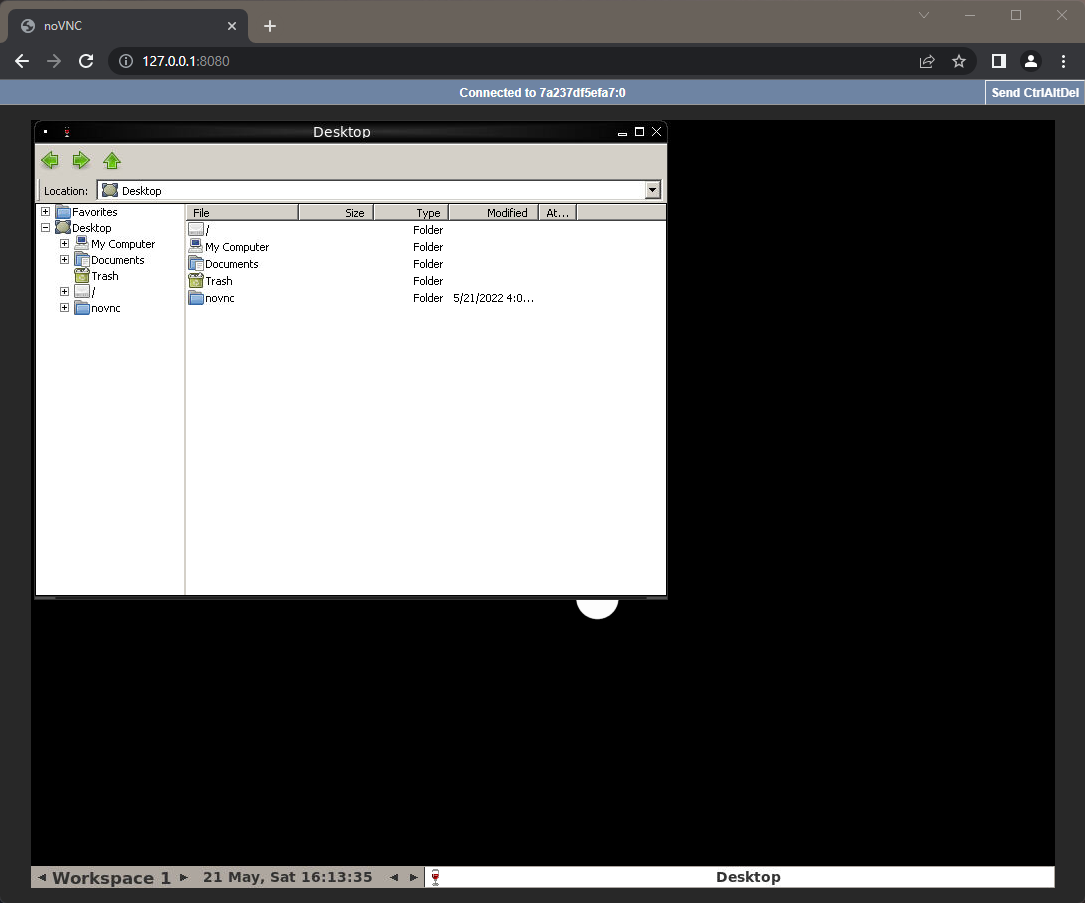 noVNC
127.0.0.1:8080
Connected to 7a237df5efa7:0
Send CtrlAltDel
Desktop
Location: Desktop
Favorites
Desktop
My Computer
Documents
Trash
/
novnc
File Size Type Modified At...
/ Folder
My Computer Folder
Documents Folder
Trash Folder
novnc Folder 5/21/2022 4:0...
Workspace 1 21 May, Sat 16:13:35 Desktop